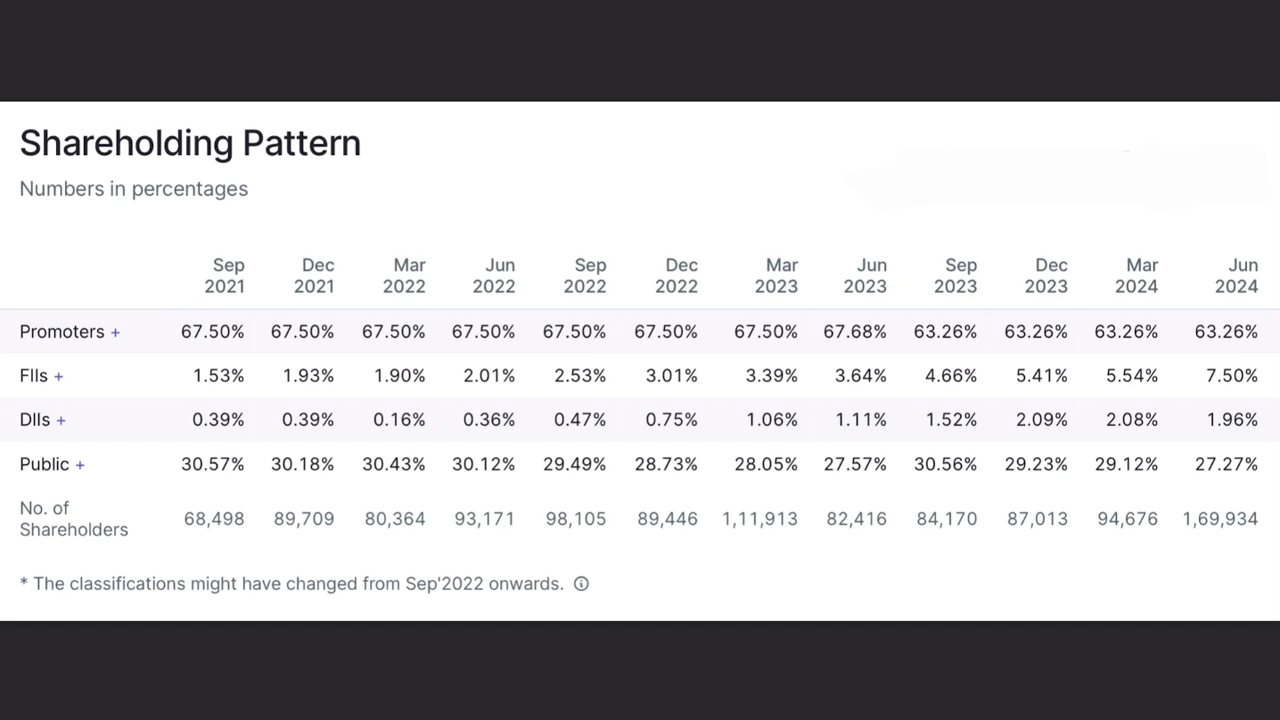 Shareholding Pattern
Numbers in percentages
Sep 2021 Dec 2021 Mar 2022 Jun 2022 Sep 2022 Dec 2022 Mar 2023 Jun 2023 Sep 2023 Dec 2023 Mar 2024 Jun 2024
Promoters + 67.50% 67.50% 67.50% 67.50% 67.50% 67.50% 67.50% 67.68% 63.26% 63.26% 63.26% 63.26%
FIIs + 1.53% 1.93% 1.90% 2.01% 2.53% 3.01% 3.39% 3.64% 4.66% 5.41% 5.54% 7.50%
DIIs + 0.39% 0.39% 0.16% 0.36% 0.47% 0.75% 1.06% 1.11% 1.52% 2.09% 2.08% 1.96%
Public + 30.57% 30.18% 30.43% 30.12% 29.49% 28.73% 28.05% 27.57% 30.56% 29.23% 29.12% 27.27%
No. of Shareholders 68,498 89,709 80,364 93,171 98,105 89,446 1,11,913 82,416 84,170 87,013 94,676 1,69,934
* The classifications might have changed from Sep'2022 onwards.